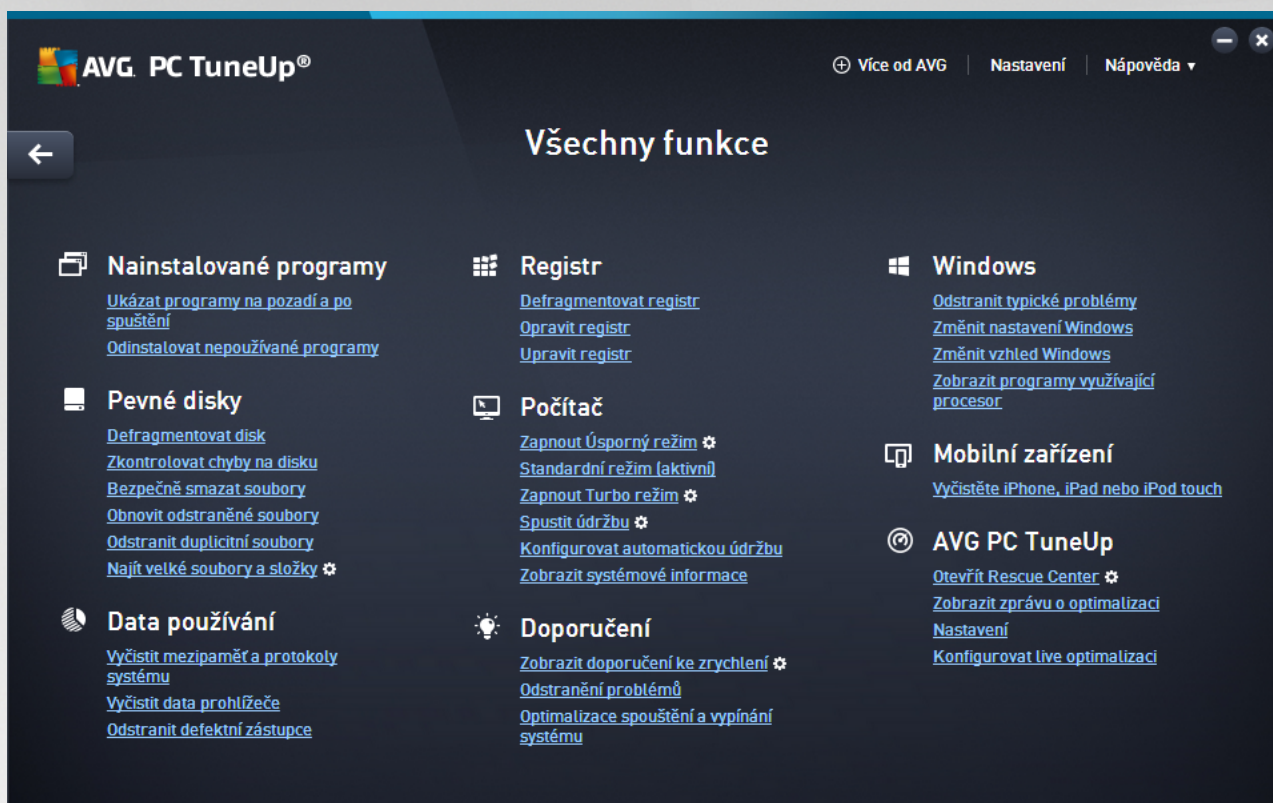 AVG. PC TuneUp®
Více od AVG
Nastavení
Nápověda
Všechny funkce
Nainstalované programy
Ukázat programy na pozadí a po
spuštění
Odinstalovat nepoužívané programy
Pevné disky
Defragmentovat disk
Zkontrolovat chyby na disku
Bezpečně smazat soubory
Obnovit odstraněné soubory
Odstranit duplicitní soubory
Najít velké soubory a složky
Data používání
Vyčistit mezipaměť a protokoly
systému
Vyčistit data prohlížeče
Odstranit defektní zástupce
Registr
Defragmentovat registr
Opravit registr
Upravit registr
Počítač
Zapnout Úsporný režim
Standardní režim (aktivní)
Zapnout Turbo režim
Spustit údržbu
Konfigurovat automatickou údržbu
Zobrazit systémové informace
Doporučení
Zobrazit doporučení ke zrychlení
Odstranění problémů
Optimalizace spouštění a vypínání
systému
Windows
Odstranit typické problémy
Změnit nastavení Windows
Změnit vzhled Windows
Zobrazit programy využívající
procesor
Mobilní zařízení
Vyčistěte iPhone, iPad nebo iPod touch
AVG PC TuneUp
Otevřít Rescue Center
Zobrazit zprávu o optimalizaci
Nastavení
Konfigurovat live optimalizaci